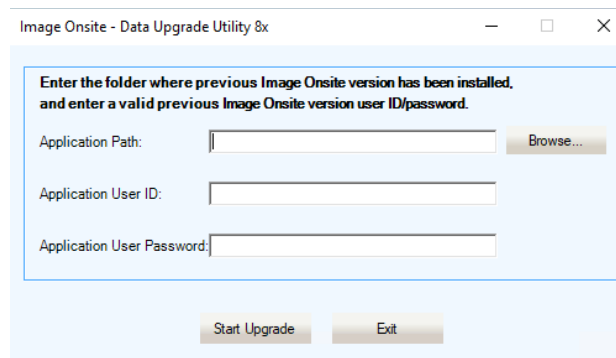 Image Onsite - Data Upgrade Utility 8x
Enter the folder where previous Image Onsite version has been installed,
and enter a valid previous Image Onsite version user ID/password.
Application Path:
Browse...
Application User ID:
Application User Password:
Start Upgrade
Exit